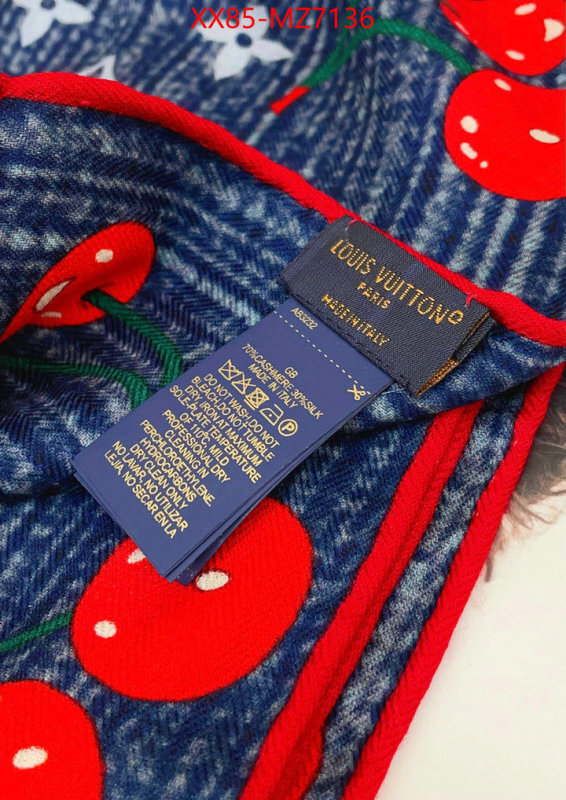 XX85-MZ7136
LOUIS VUITTON®
PARIS
MADE IN ITALY
AB3232
GB
70%CASHMERE 30%SILK
MADE IN ITALY
DO NOT WASH.DO NOT
BLEACH.DO NOT TUMBLE
DRY. IRON AT MAXIMUM
SOLE-PLATE TEMPERATURE
OF 110°C. MILD
PROFESSIONAL DRY
CLEANING IN
PERCHLOROETHYLENE,
HYDROCARBONS
DRY CLEAN ONLY
NO LAVAR. NO UTILIZAR
LEJIA. NO SECAR EN LA